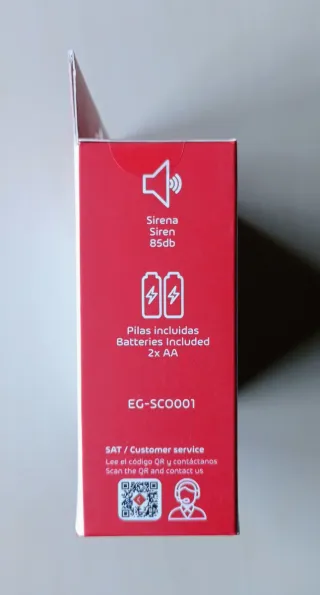 Sirena
Siren
85db
Pilas incluidas
Batteries Included
2x AA
EG-SCO001
SAT / Customer service
Lee el código QR y contáctanos
Scan the QR and contact us